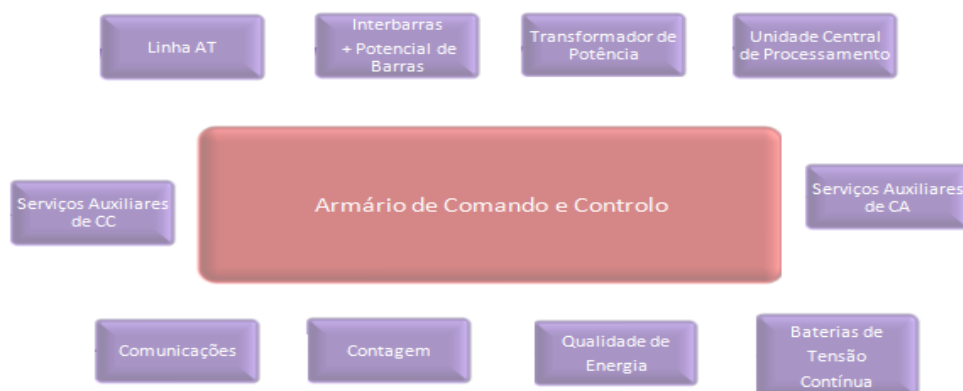 Linha AT
Interbarras
+ Potencial de
Barras
Transformador de
Potência
Unidade Central
de Processamento
Serviços Auxiliares
de CC
Armário de Comando e Controlo
Serviços Auxiliares
de CA
Comunicações
Contagem
Qualidade de
Energia
Baterias de
Tensão
Contínua